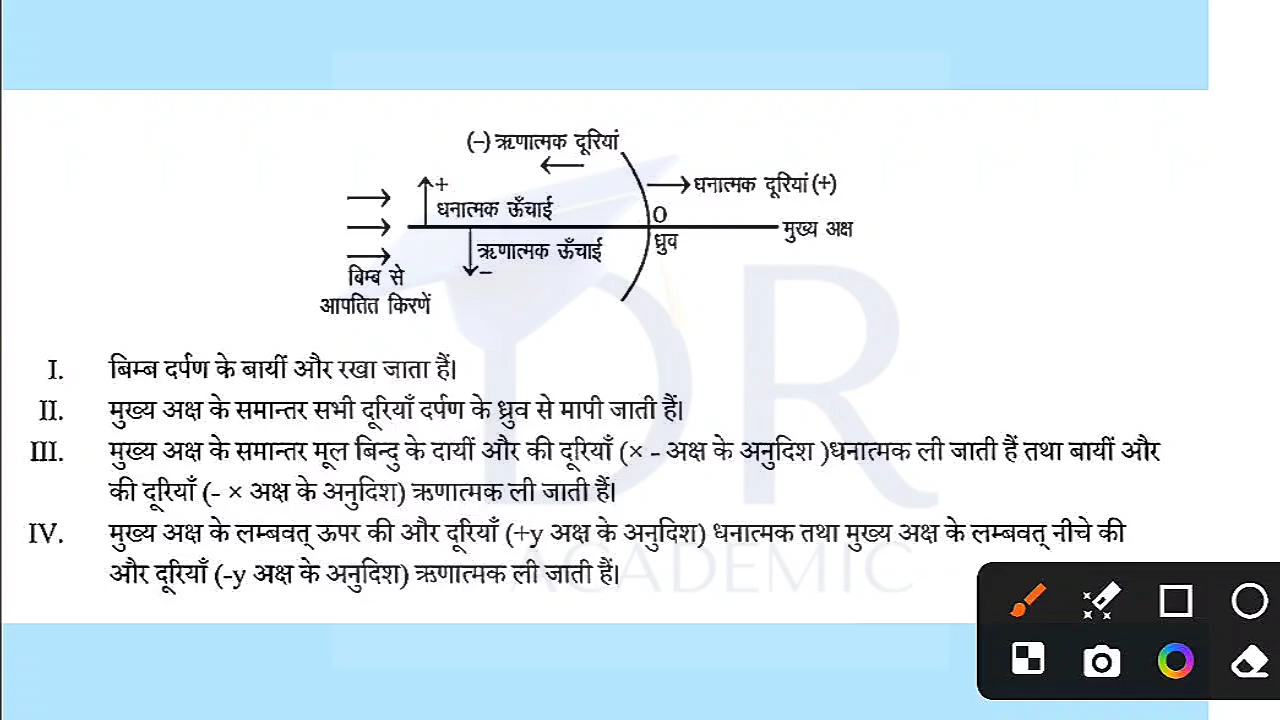 (−) ऋणात्मक दूरियां
+
धनात्मक दूरियां (+)
धनात्मक ऊँचाई
O
मुख्य अक्ष
ध्रुव
ऋणात्मक ऊँचाई
−
बिम्ब से
आपतित किरणें
I. बिम्ब दर्पण के बायीं और रखा जाता हैं।
II. मुख्य अक्ष के समान्तर सभी दूरियाँ दर्पण के ध्रुव से मापी जाती हैं।
III. मुख्य अक्ष के समान्तर मूल बिन्दु के दायीं और की दूरियाँ (× - अक्ष के अनुदिश )धनात्मक ली जाती हैं तथा बायीं और
की दूरियाँ (- × अक्ष के अनुदिश) ऋणात्मक ली जाती हैं।
IV. मुख्य अक्ष के लम्बवत् ऊपर की और दूरियाँ (+y अक्ष के अनुदिश) धनात्मक तथा मुख्य अक्ष के लम्बवत् नीचे की
और दूरियाँ (-y अक्ष के अनुदिश) ऋणात्मक ली जाती हैं।
DR
ACADEMIC